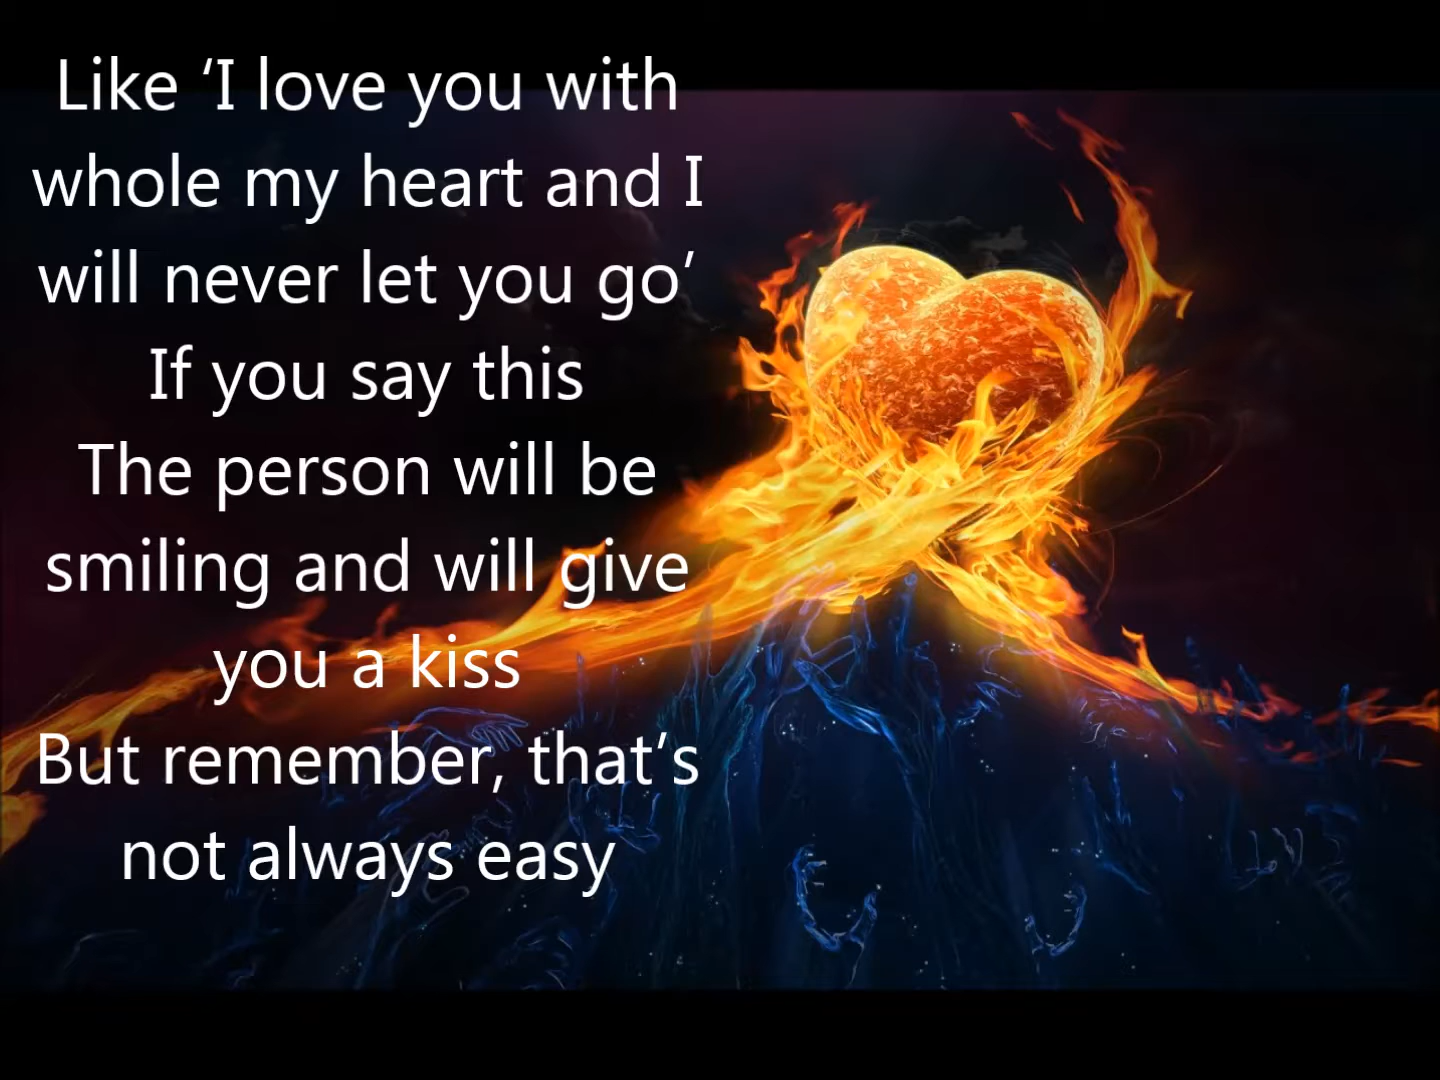 Like ‘I love you with
whole my heart and I
will never let you go’
If you say this
The person will be
smiling and will give
you a kiss
But remember, that’s
not always easy